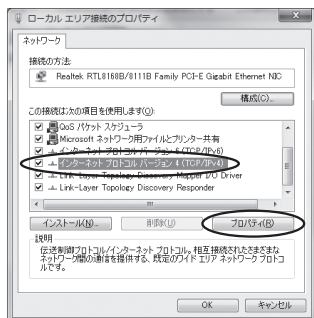 ローカル エリア接続のプロパティ
ネットワーク
接続の方法:
Realtek RTL8168B/8111B Family PCI-E Gigabit Ethernet NIC
構成(C)...
この接続は次の項目を使用します(O):
QoS パケット スケジューラ
Microsoft ネットワーク用ファイルとプリンター共有
インターネット プロトコル バージョン 6 (TCP/IPv6)
インターネット プロトコル バージョン 4 (TCP/IPv4)
Link-Layer Topology Discovery Mapper I/O Driver
Link-Layer Topology Discovery Responder
インストール(N)...
削除(U)
プロパティ(R)
説明
伝送制御プロトコル/インターネット プロトコル。相互接続されたさまざまな
ネットワーク間の通信を提供する、既定のワイド エリア ネットワーク プロトコ
ルです。
OK
キャンセル